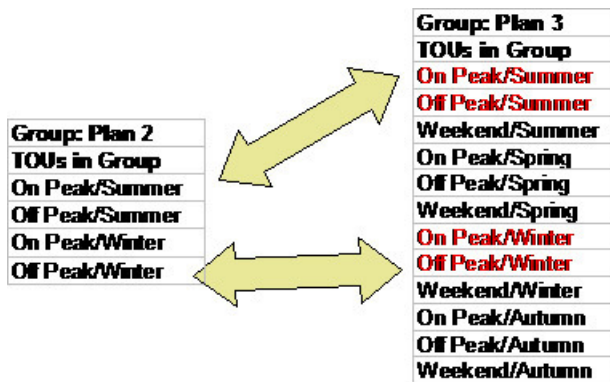 Group: Plan 2
TOUs in Group
On Peak/Summer
Off Peak/Summer
On Peak/Winter
Off Peak/Winter
Group: Plan 3
TOUs in Group
On Peak/Summer
Off Peak/Summer
Weekend/Summer
On Peak/Spring
Off Peak/Spring
Weekend/Spring
On Peak/Winter
Off Peak/Winter
Weekend/Winter
On Peak/Autumn
Off Peak/Autumn
Weekend/Autumn